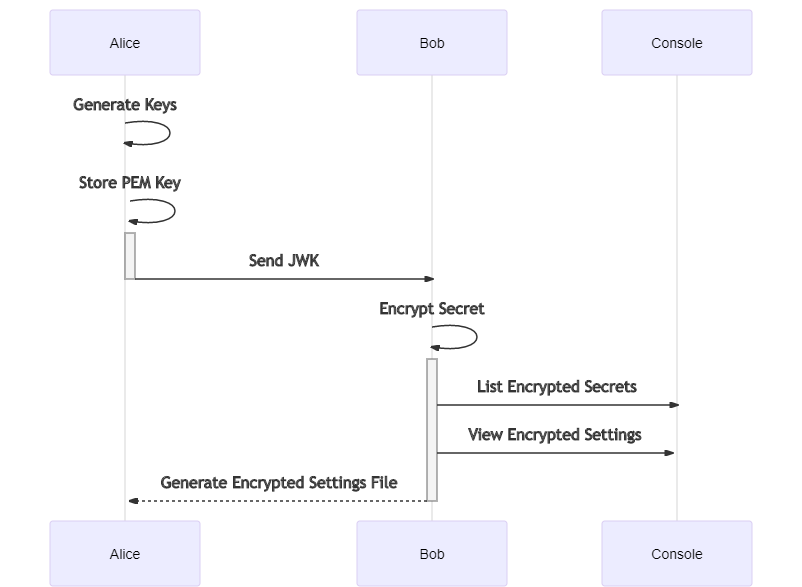 Alice
Bob
Console
Generate Keys
Store PEM Key
Send JWK
Encrypt Secret
List Encrypted Secrets
View Encrypted Settings
Generate Encrypted Settings File
Alice
Bob
Console